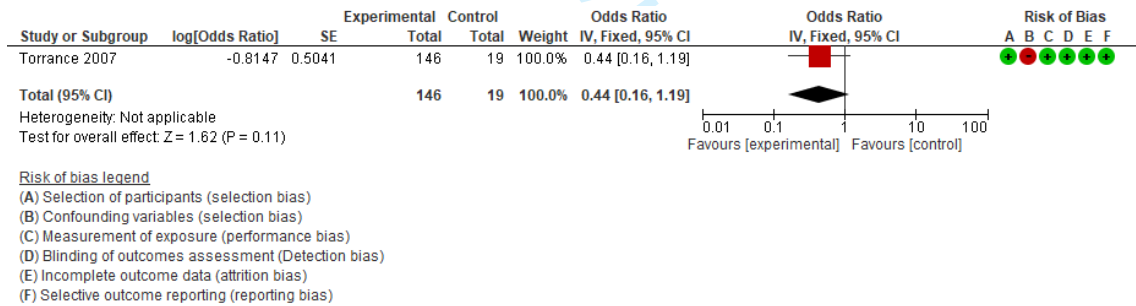 Experimental Control Odds Ratio Odds Ratio Risk of Bias
Study or Subgroup log[Odds Ratio] SE Total Total Weight IV, Fixed, 95% CI IV, Fixed, 95% CI A B C D E F
Torrance 2007 -0.8147 0.5041 146 19 100.0% 0.44 [0.16, 1.19] + - + + + +
Total (95% CI) 146 19 100.0% 0.44 [0.16, 1.19]
Heterogeneity: Not applicable
Test for overall effect: Z = 1.62 (P = 0.11)
0.01 0.1 1 10 100
Favours [experimental] Favours [control]
Risk of bias legend
(A) Selection of participants (selection bias)
(B) Confounding variables (selection bias)
(C) Measurement of exposure (performance bias)
(D) Blinding of outcomes assessment (Detection bias)
(E) Incomplete outcome data (attrition bias)
(F) Selective outcome reporting (reporting bias)